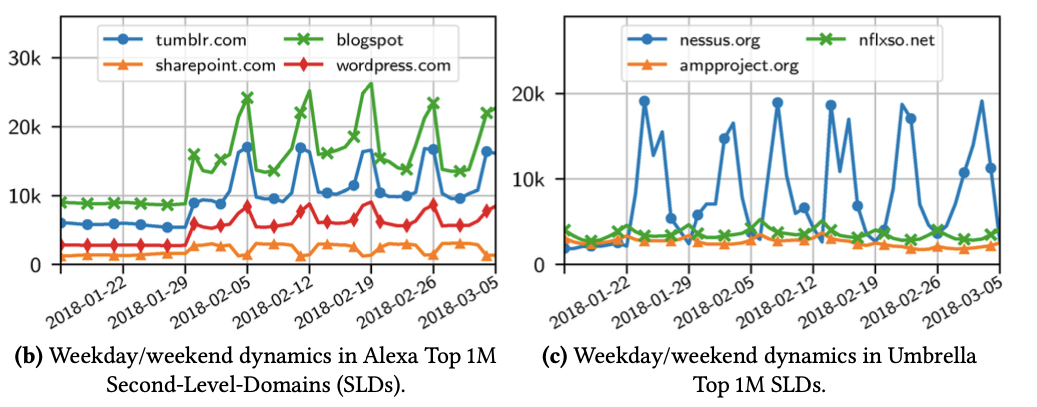 tumblr.com
blogspot
sharepoint.com
wordpress.com
30k
20k
10k
0
2018-01-22
2018-01-29
2018-02-05
2018-02-12
2018-02-19
2018-02-26
2018-03-05
(b) Weekday/weekend dynamics in Alexa Top 1M
Second-Level-Domains (SLDs).
nessus.org
nflxso.net
ampproject.org
20k
10k
0
2018-01-22
2018-01-29
2018-02-05
2018-02-12
2018-02-19
2018-02-26
2018-03-05
(c) Weekday/weekend dynamics in Umbrella
Top 1M SLDs.